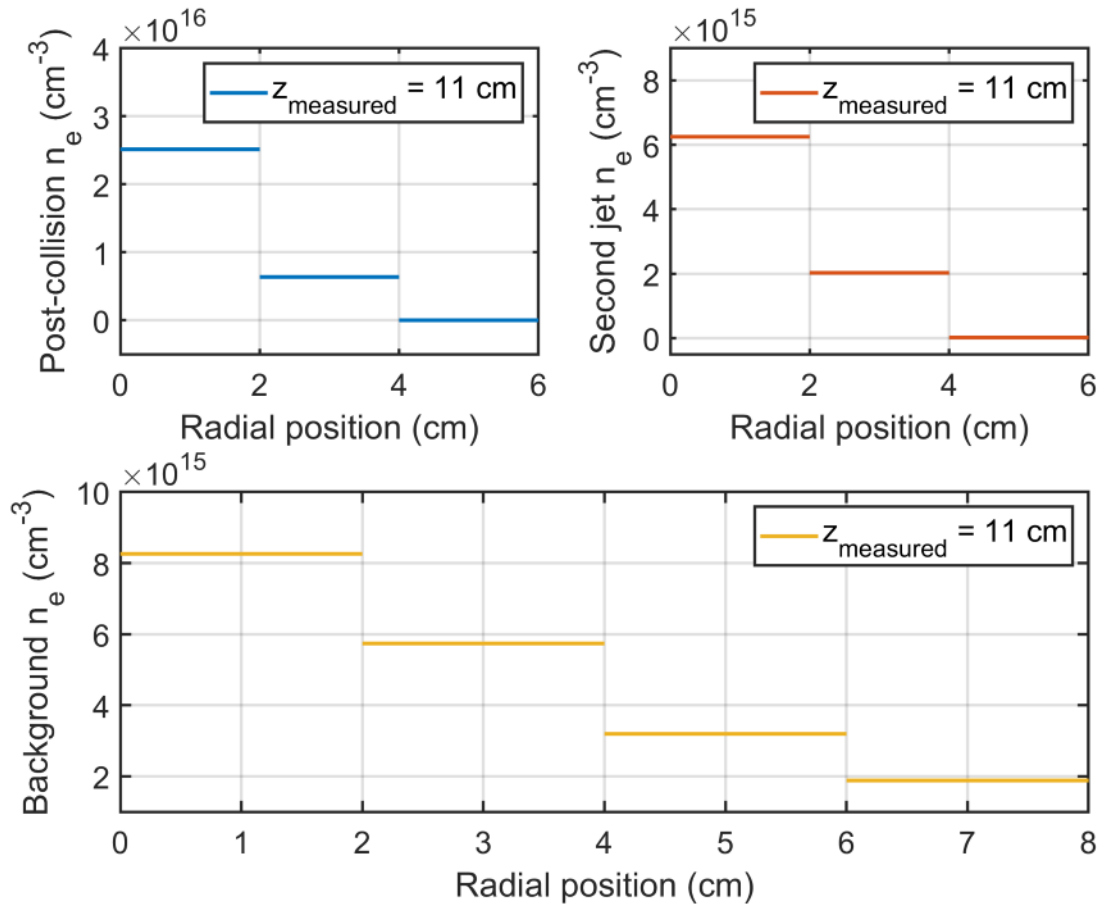 ×10^16
Post-collision n_e (cm^-3)
4
3
2
1
0
z_measured = 11 cm
0 2 4 6
Radial position (cm)
×10^15
Second jet n_e (cm^-3)
8
6
4
2
0
z_measured = 11 cm
0 2 4 6
Radial position (cm)
×10^15
Background n_e (cm^-3)
10
8
6
4
2
z_measured = 11 cm
0 1 2 3 4 5 6 7 8
Radial position (cm)